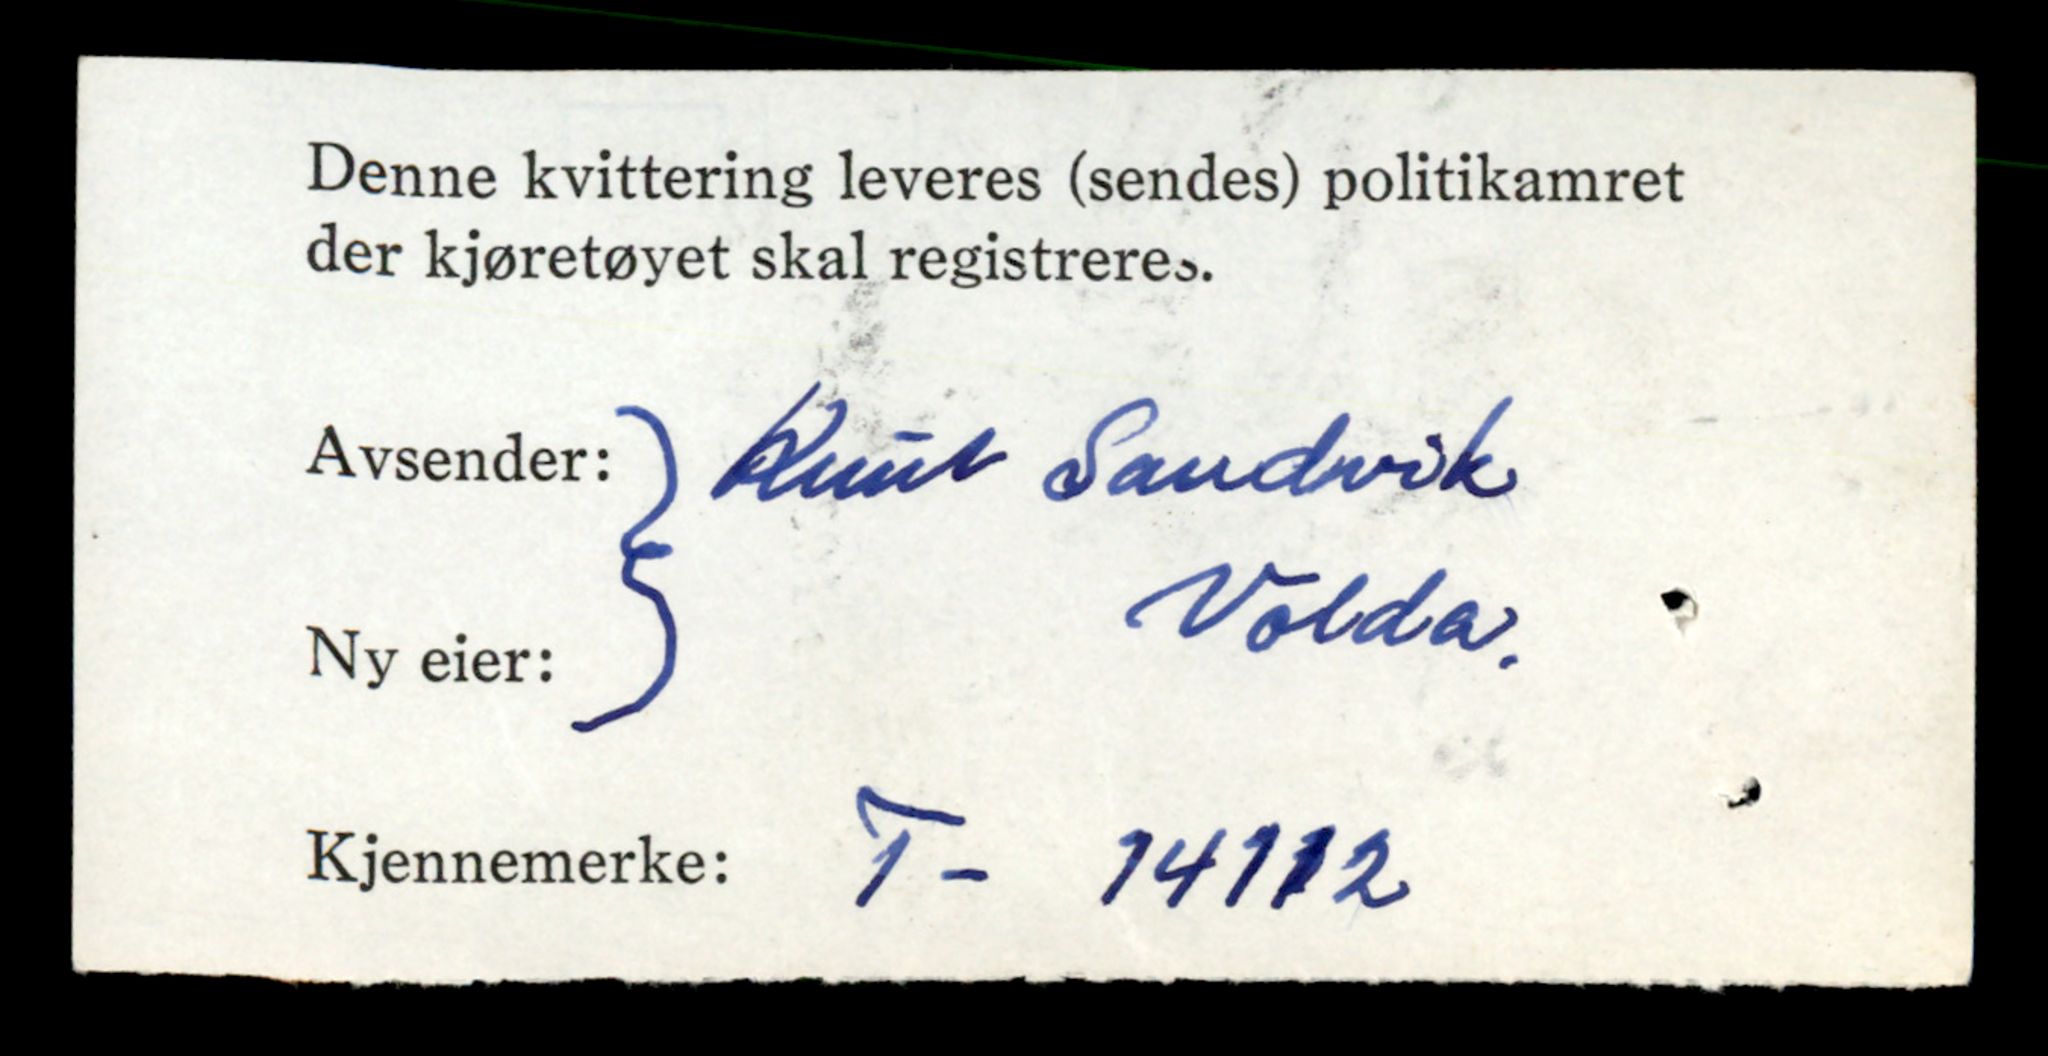 Denne kvittering leveres (sendes) politikamret
der kjøretøyet skal registreres.
Avsender: Knut Sandvik
Volda.
Ny eier:
Kjennemerke: T- 14112